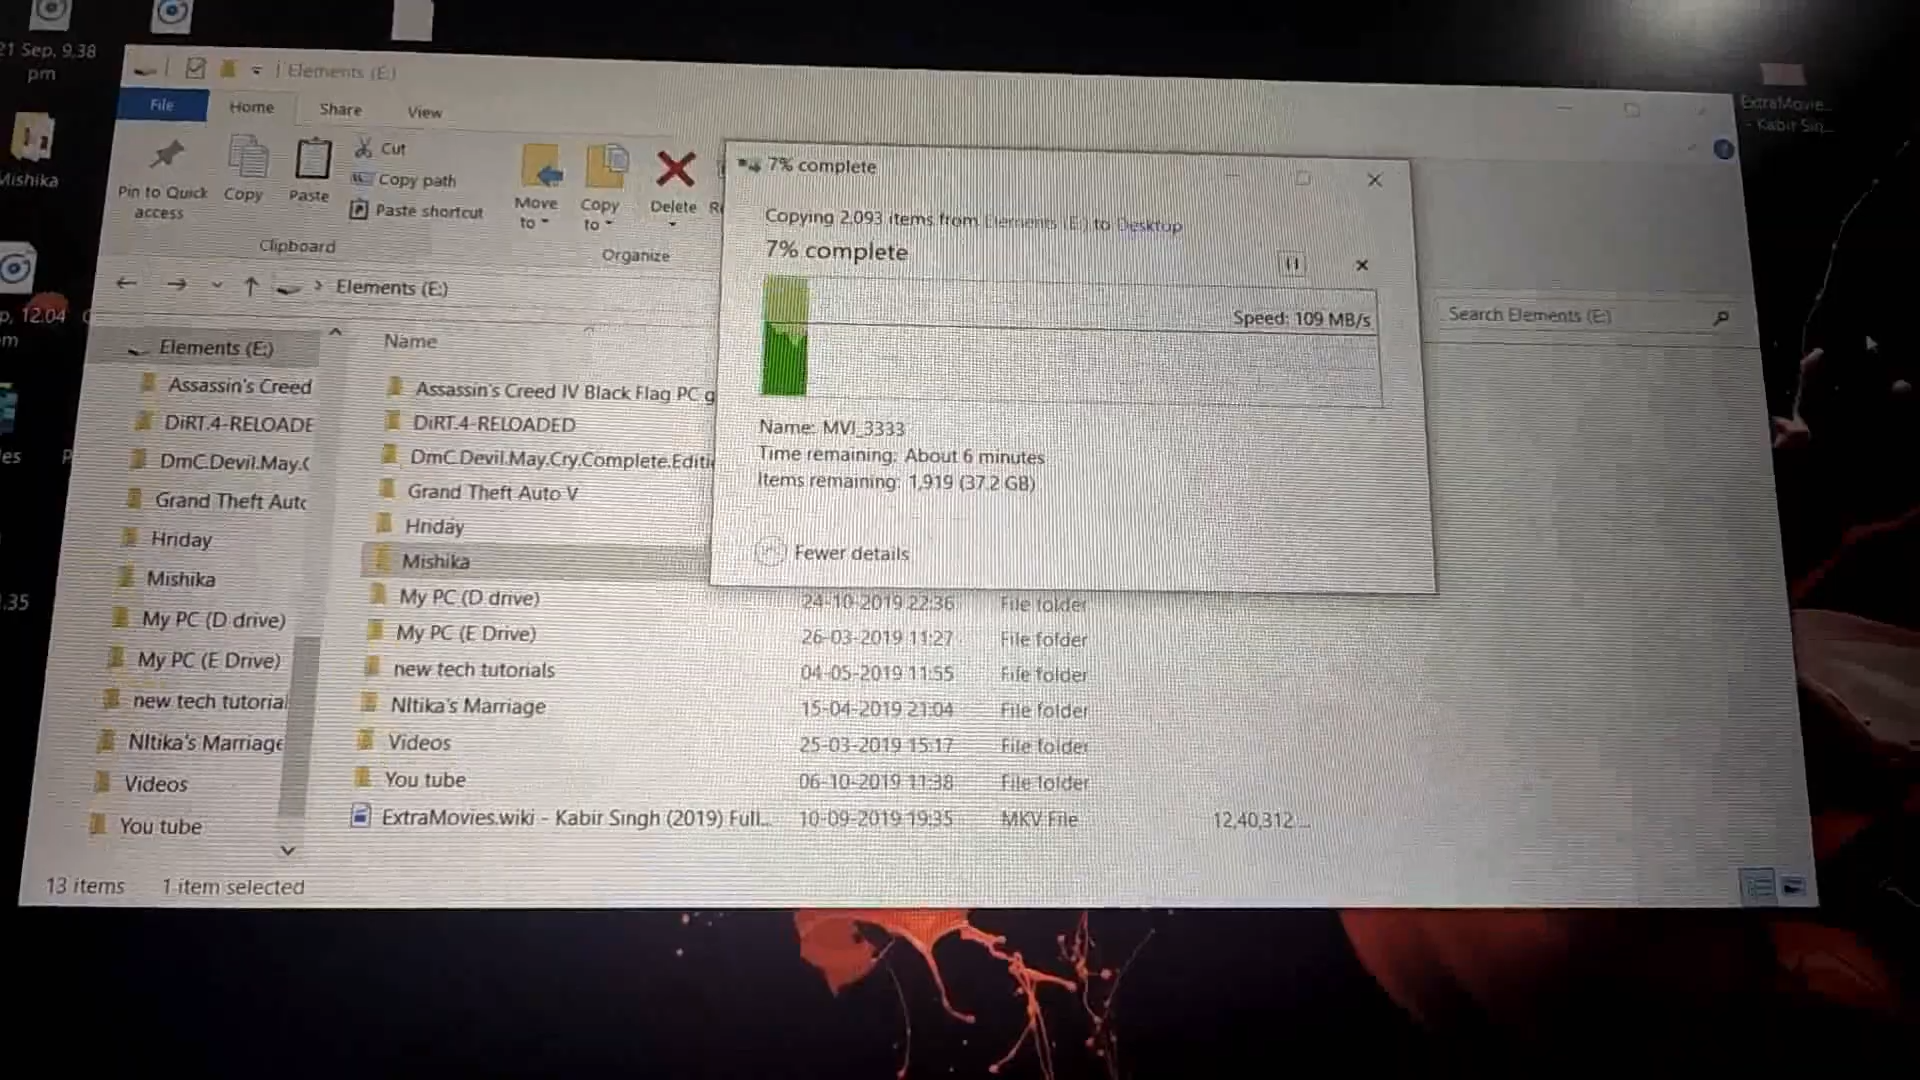 21 Sep, 9.38
pm
Mishika
p, 12.04
.35
ExtraMovie...
- Kabir Sin...
Elements (E:)
File
Home
Share
View
Pin to Quick
access
Copy
Paste
Cut
Copy path
Paste shortcut
Move
to
Copy
to
Delete
Clipboard
Organize
Elements (E:)
Search Elements (E:)
Elements (E:)
Assassin's Creed
DiRT.4-RELOADE
DmC.Devil.May.C
Grand Theft Autc
Hriday
Mishika
My PC (D drive)
My PC (E Drive)
new tech tutorial
NItika's Marriage
Videos
You tube
Name
Assassin's Creed IV Black Flag PC g
DiRT.4-RELOADED
DmC.Devil.May.Cry.Complete.Editi
Grand Theft Auto V
Hriday
Mishika
My PC (D drive) 24-10-2019 22:36 File folder
My PC (E Drive) 26-03-2019 11:27 File folder
new tech tutorials 04-05-2019 11:55 File folder
NItika's Marriage 15-04-2019 21:04 File folder
Videos 25-03-2019 15:17 File folder
You tube 06-10-2019 11:38 File folder
ExtraMovies.wiki - Kabir Singh (2019) Full... 10-09-2019 19:35 MKV File 12,40,312 ...
13 items 1 item selected
7% complete
Copying 2,093 items from Elements (E:) to Desktop
7% complete
Speed: 109 MB/s
Name: MVI_3333
Time remaining: About 6 minutes
Items remaining: 1,919 (37.2 GB)
Fewer details